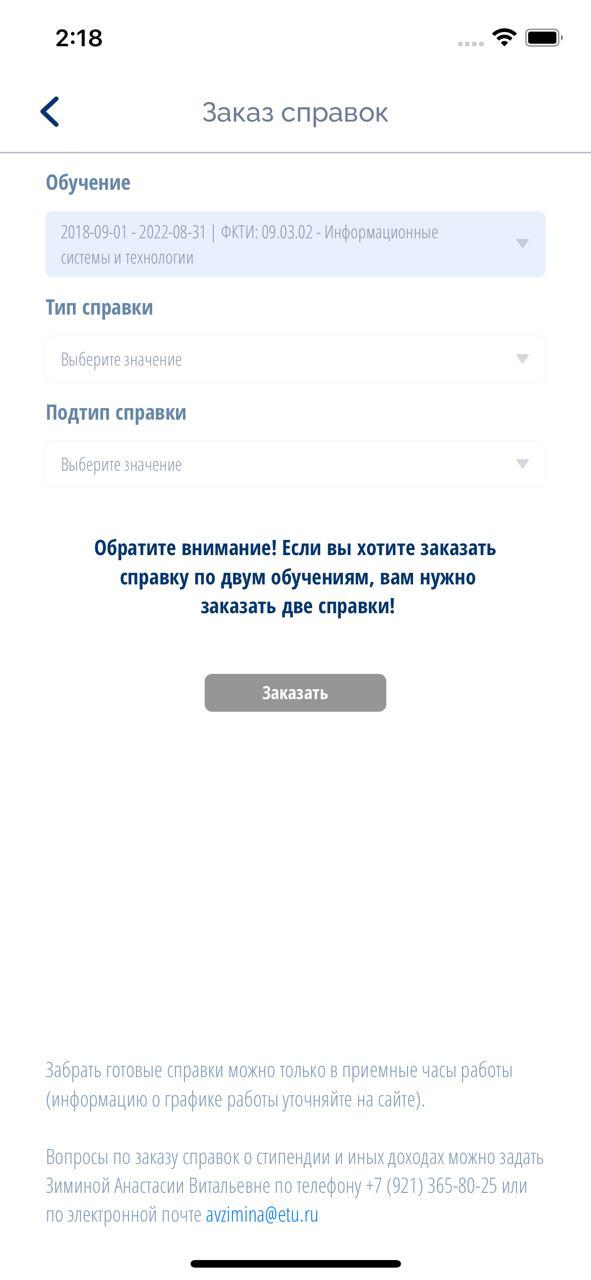 2:18
Заказ справок
Обучение
2018-09-01 - 2022-08-31 | ФКТИ: 09.03.02 - Информационные
системы и технологии
Тип справки
Выберите значение
Подтип справки
Выберите значение
Обратите внимание! Если вы хотите заказать
справку по двум обучениям, вам нужно
заказать две справки!
Заказать
Забрать готовые справки можно только в приемные часы работы
(информацию о графике работы уточняйте на сайте).
Вопросы по заказу справок о стипендии и иных доходах можно задать
Зиминой Анастасии Витальевне по телефону +7 (921) 365-80-25 или
по электронной почте avzimina@etu.ru